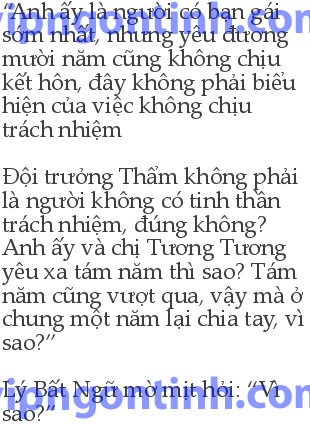 “Anh ấy là người có bạn gái
sớm nhất, nhưng yêu đương
mười năm cũng không chịu
kết hôn, đây không phải biểu
hiện của việc không chịu
trách nhiệm
Đội trưởng Thẩm không phải
là người không có tinh thần
trách nhiệm, đúng không?
Anh ấy và chị Tương Tương
yêu xa tám năm thì sao? Tám
năm cũng vượt qua, vậy mà ở
chung một năm lại chia tay, vì
sao?”
Lý Bất Ngữ mờ mịt hỏi: “Vì
sao?”
vipngontinh.com
vipngontinh.com